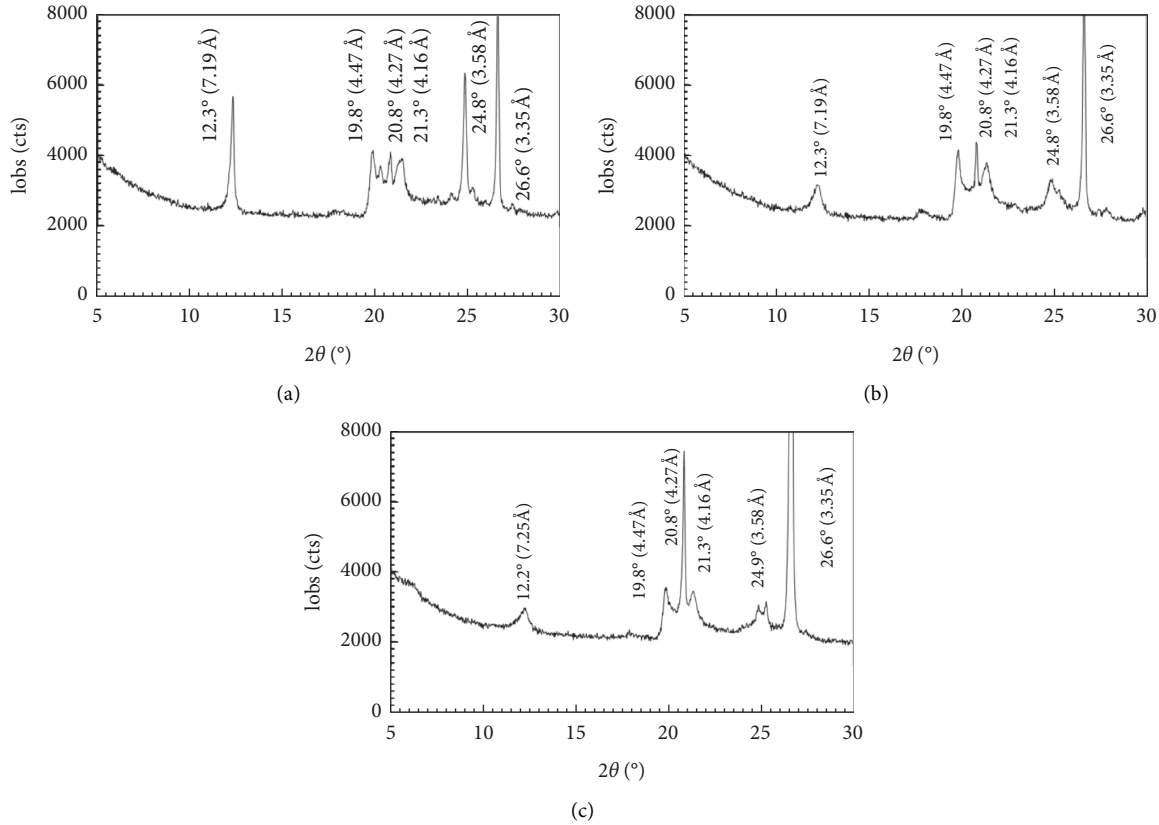 8000
6000
4000
2000
0
Iobs (cts)
12.3° (7.19 Å)
19.8° (4.47 Å)
20.8° (4.27 Å)
21.3° (4.16 Å)
24.8° (3.58 Å)
26.6° (3.35 Å)
5
10
15
20
25
30
2θ (°)
(a)
8000
6000
4000
2000
0
Iobs (cts)
12.3° (7.19 Å)
19.8° (4.47 Å)
20.8° (4.27 Å)
21.3° (4.16 Å)
24.8° (3.58 Å)
26.6° (3.35 Å)
5
10
15
20
25
30
2θ (°)
(b)
8000
6000
4000
2000
0
Iobs (cts)
12.2° (7.25 Å)
19.8° (4.47 Å)
20.8° (4.27 Å)
21.3° (4.16 Å)
24.9° (3.58 Å)
26.6° (3.35 Å)
5
10
15
20
25
30
2θ (°)
(c)